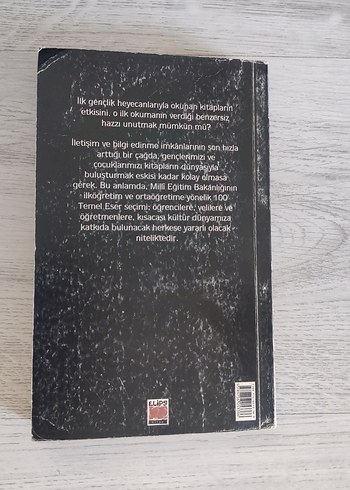 İlk gençlik heyecanlarıyla okunan kitapların
etkisini, o ilk okumanın verdiği benzersiz
hazzı unutmak mümkün mü?
İletişim ve bilgi edinme imkânlarının son hızla
arttığı bir çağda, gençlerimizi ve
çocuklarımızı kitapların dünyasıyla
buluşturmak eskisi kadar kolay olmasa
gerek. Bu anlamda, Milli Eğitim Bakanlığının
ilköğretim ve ortaöğretime yönelik 100
Temel Eser seçimi; öğrencilere, velilere ve
öğretmenlere, kısacası kültür dünyamıza
katkıda bulunacak herkese yararlı olacak
niteliktedir.
ELİPS